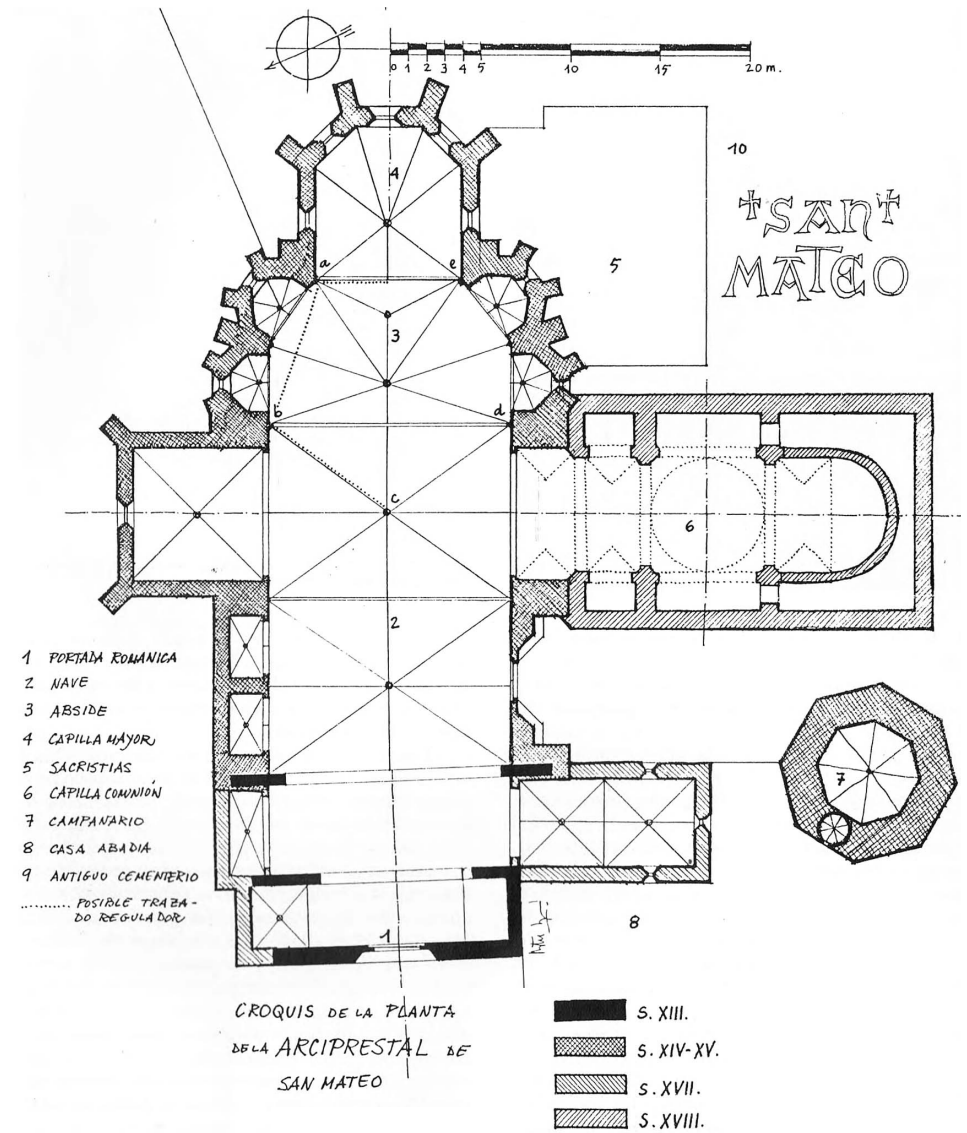 0 1 2 3 4 5 10 15 20 m.
†SAN†
MATEO
10
4
5
a e
3
b d
c
6
2
7
1
8
1 PORTADA ROMANICA
2 NAVE
3 ABSIDE
4 CAPILLA MAYOR
5 SACRISTIAS
6 CAPILLA COMUNIÓN
7 CAMPANARIO
8 CASA ABADIA
9 ANTIGUO CEMENTERIO
.......... POSIBLE TRAZA-
DO REGULADOR
CROQUIS DE LA PLANTA
DE LA ARCIPRESTAL DE
SAN MATEO
S. XIII.
S. XIV-XV.
S. XVII.
S. XVIII.